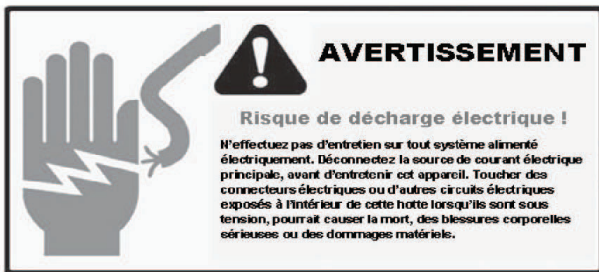 AVERTISSEMENT
Risque de décharge électrique !
N'effectuez pas d'entretien sur tout système alimenté
électriquement. Déconnectez la source de courant électrique
principale, avant d'entretenir cet appareil. Toucher des
connecteurs électriques ou d'autres circuits électriques
exposés à l'intérieur de cette hotte lorsqu'ils sont sous
tension, pourrait causer la mort, des blessures corporelles
sérieuses ou des dommages matériels.